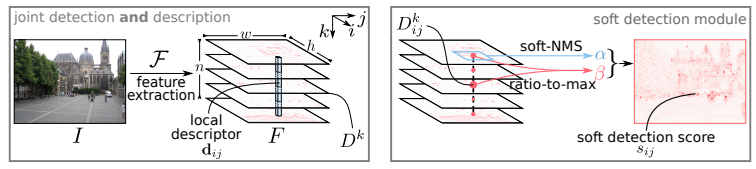 joint detection and description
F
feature
extraction
I
w
h
n
k
i
j
local
descriptor
d_ij
F
D^k
soft detection module
D^k_ij
soft-NMS
α
β
ratio-to-max
soft detection score
s_ij